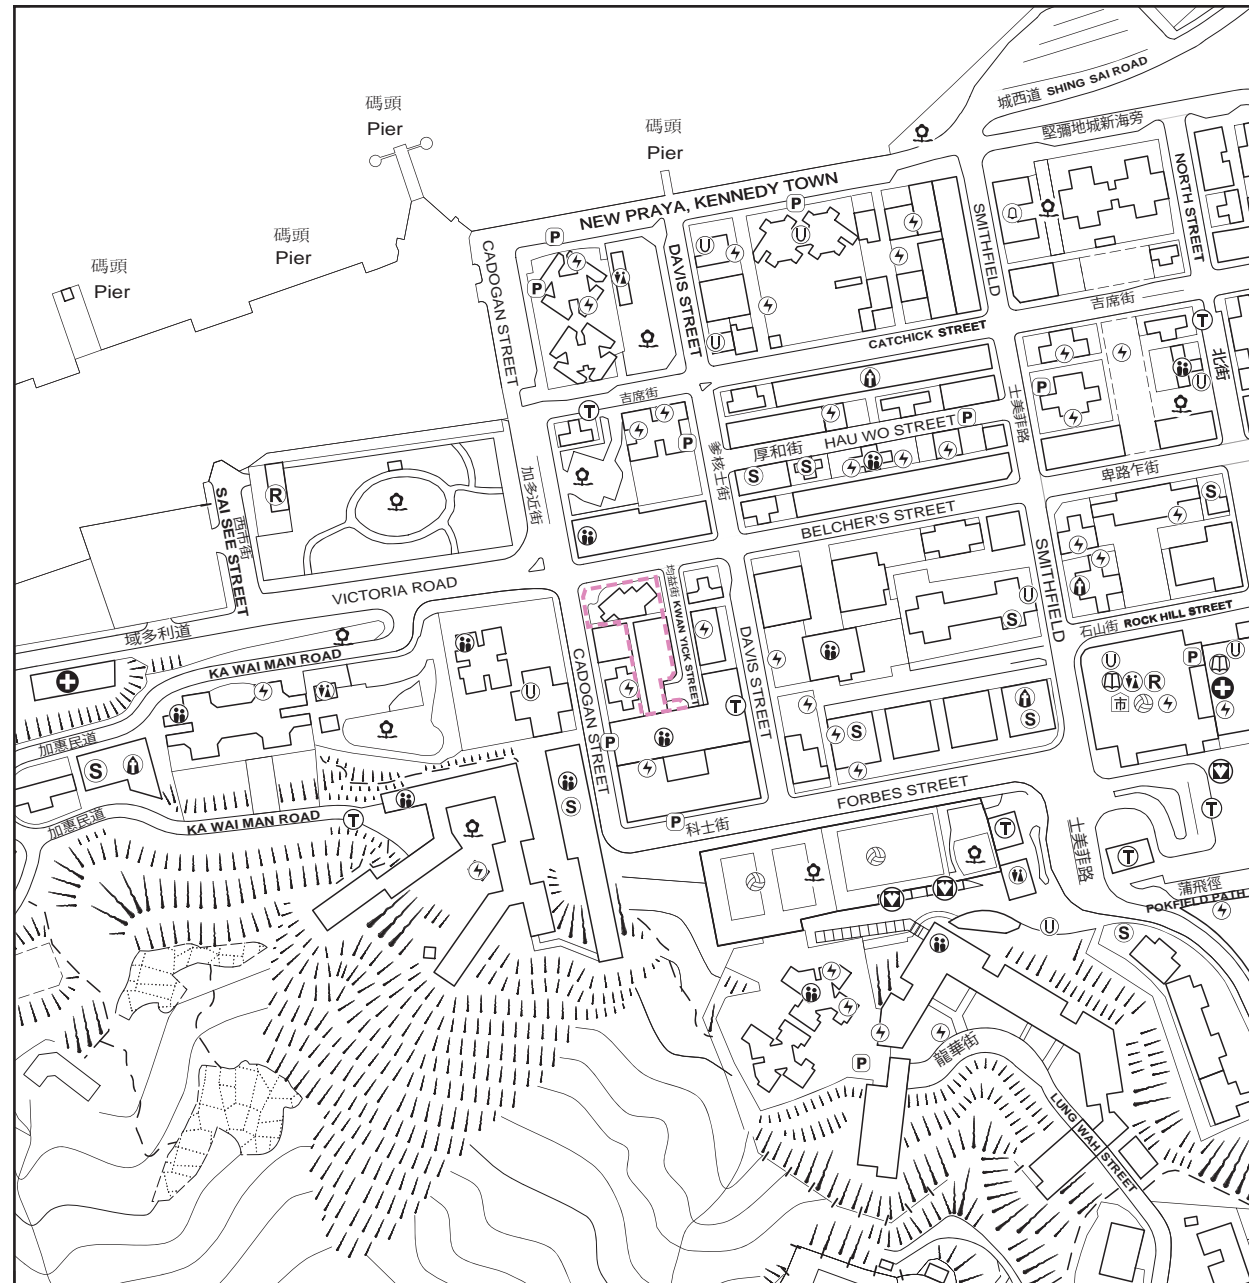 城西道 SHING SAI ROAD
碼頭
Pier
碼頭
Pier
堅彌地城新海旁
NORTH STREET
NEW PRAYA, KENNEDY TOWN
P
SMITHFIELD
碼頭
Pier
碼頭
Pier
CADOGAN STREET
P
DAVIS STREET
U
U
P
吉席街
CATCHICK STREET
U
T
北街
吉席街
T
P
U
士美菲路
HAU WO STREET
P
厚和街
P
爹核士街
S
S
卑路乍街
加多近街
R
SAI SEE STREET
西市街
BELCHER'S STREET
S
SMITHFIELD
VICTORIA ROAD
均益街 KWAN YICK STREET
U
S
石山街 ROCK HILL STREET
域多利道
KA WAI MAN ROAD
DAVIS STREET
CADOGAN STREET
U
P
U
R
市
加惠民道
U
T
S
S
P
S
S
FORBES STREET
加惠民道
KA WAI MAN ROAD
T
P
科士街
T
T
T
士美菲路
蒲飛徑
POKFIELD PATH
U
S
P
龍華街
LUNG WAH STREET